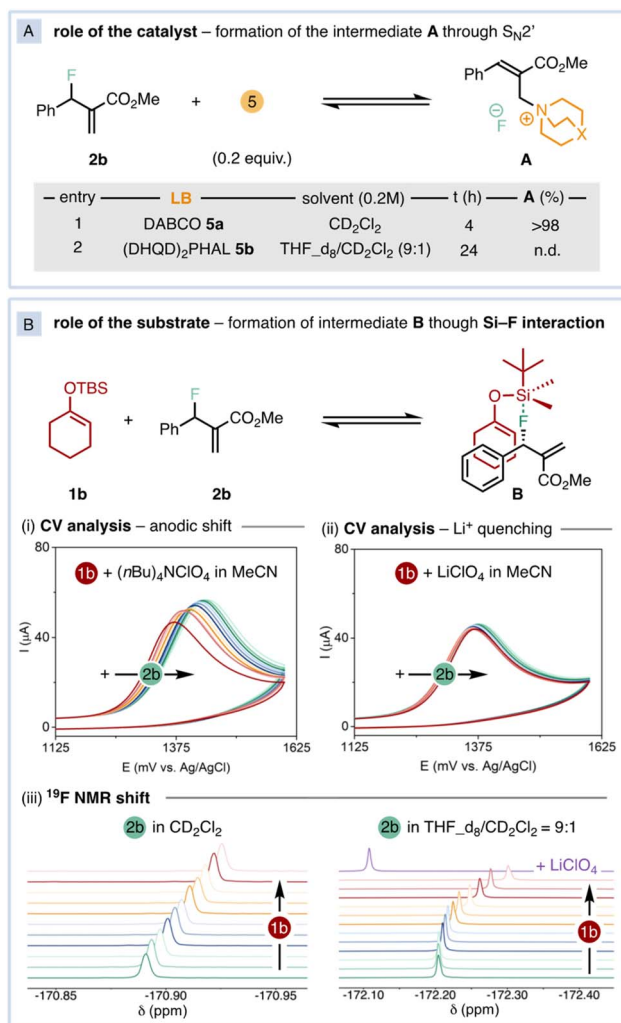 A role of the catalyst – formation of the intermediate A through SN2'
F
Ph CO2Me
2b
+
5
(0.2 equiv.)
Ph CO2Me
⊖ F
N ⊕
X
A
entry LB solvent (0.2M) t (h) A (%)
1 DABCO 5a CD2Cl2 4 >98
2 (DHQD)2PHAL 5b THF_d8/CD2Cl2 (9:1) 24 n.d.
B role of the substrate – formation of intermediate B though Si–F interaction
OTBS
1b
+
F
Ph CO2Me
2b
O Si
F
CO2Me
B
(i) CV analysis – anodic shift
80
40
0
I (µA)
1b + (nBu)4NClO4 in MeCN
+ 2b
1125 1375 1625
E (mV vs. Ag/AgCl)
(ii) CV analysis – Li+ quenching
80
40
0
I (µA)
1b + LiClO4 in MeCN
+ 2b
1125 1375 1625
E (mV vs. Ag/AgCl)
(iii) 19F NMR shift
2b in CD2Cl2
1b
-170.85 -170.90 -170.95
δ (ppm)
2b in THF_d8/CD2Cl2 = 9:1
+ LiClO4
1b
-172.10 -172.20 -172.30 -172.40
δ (ppm)